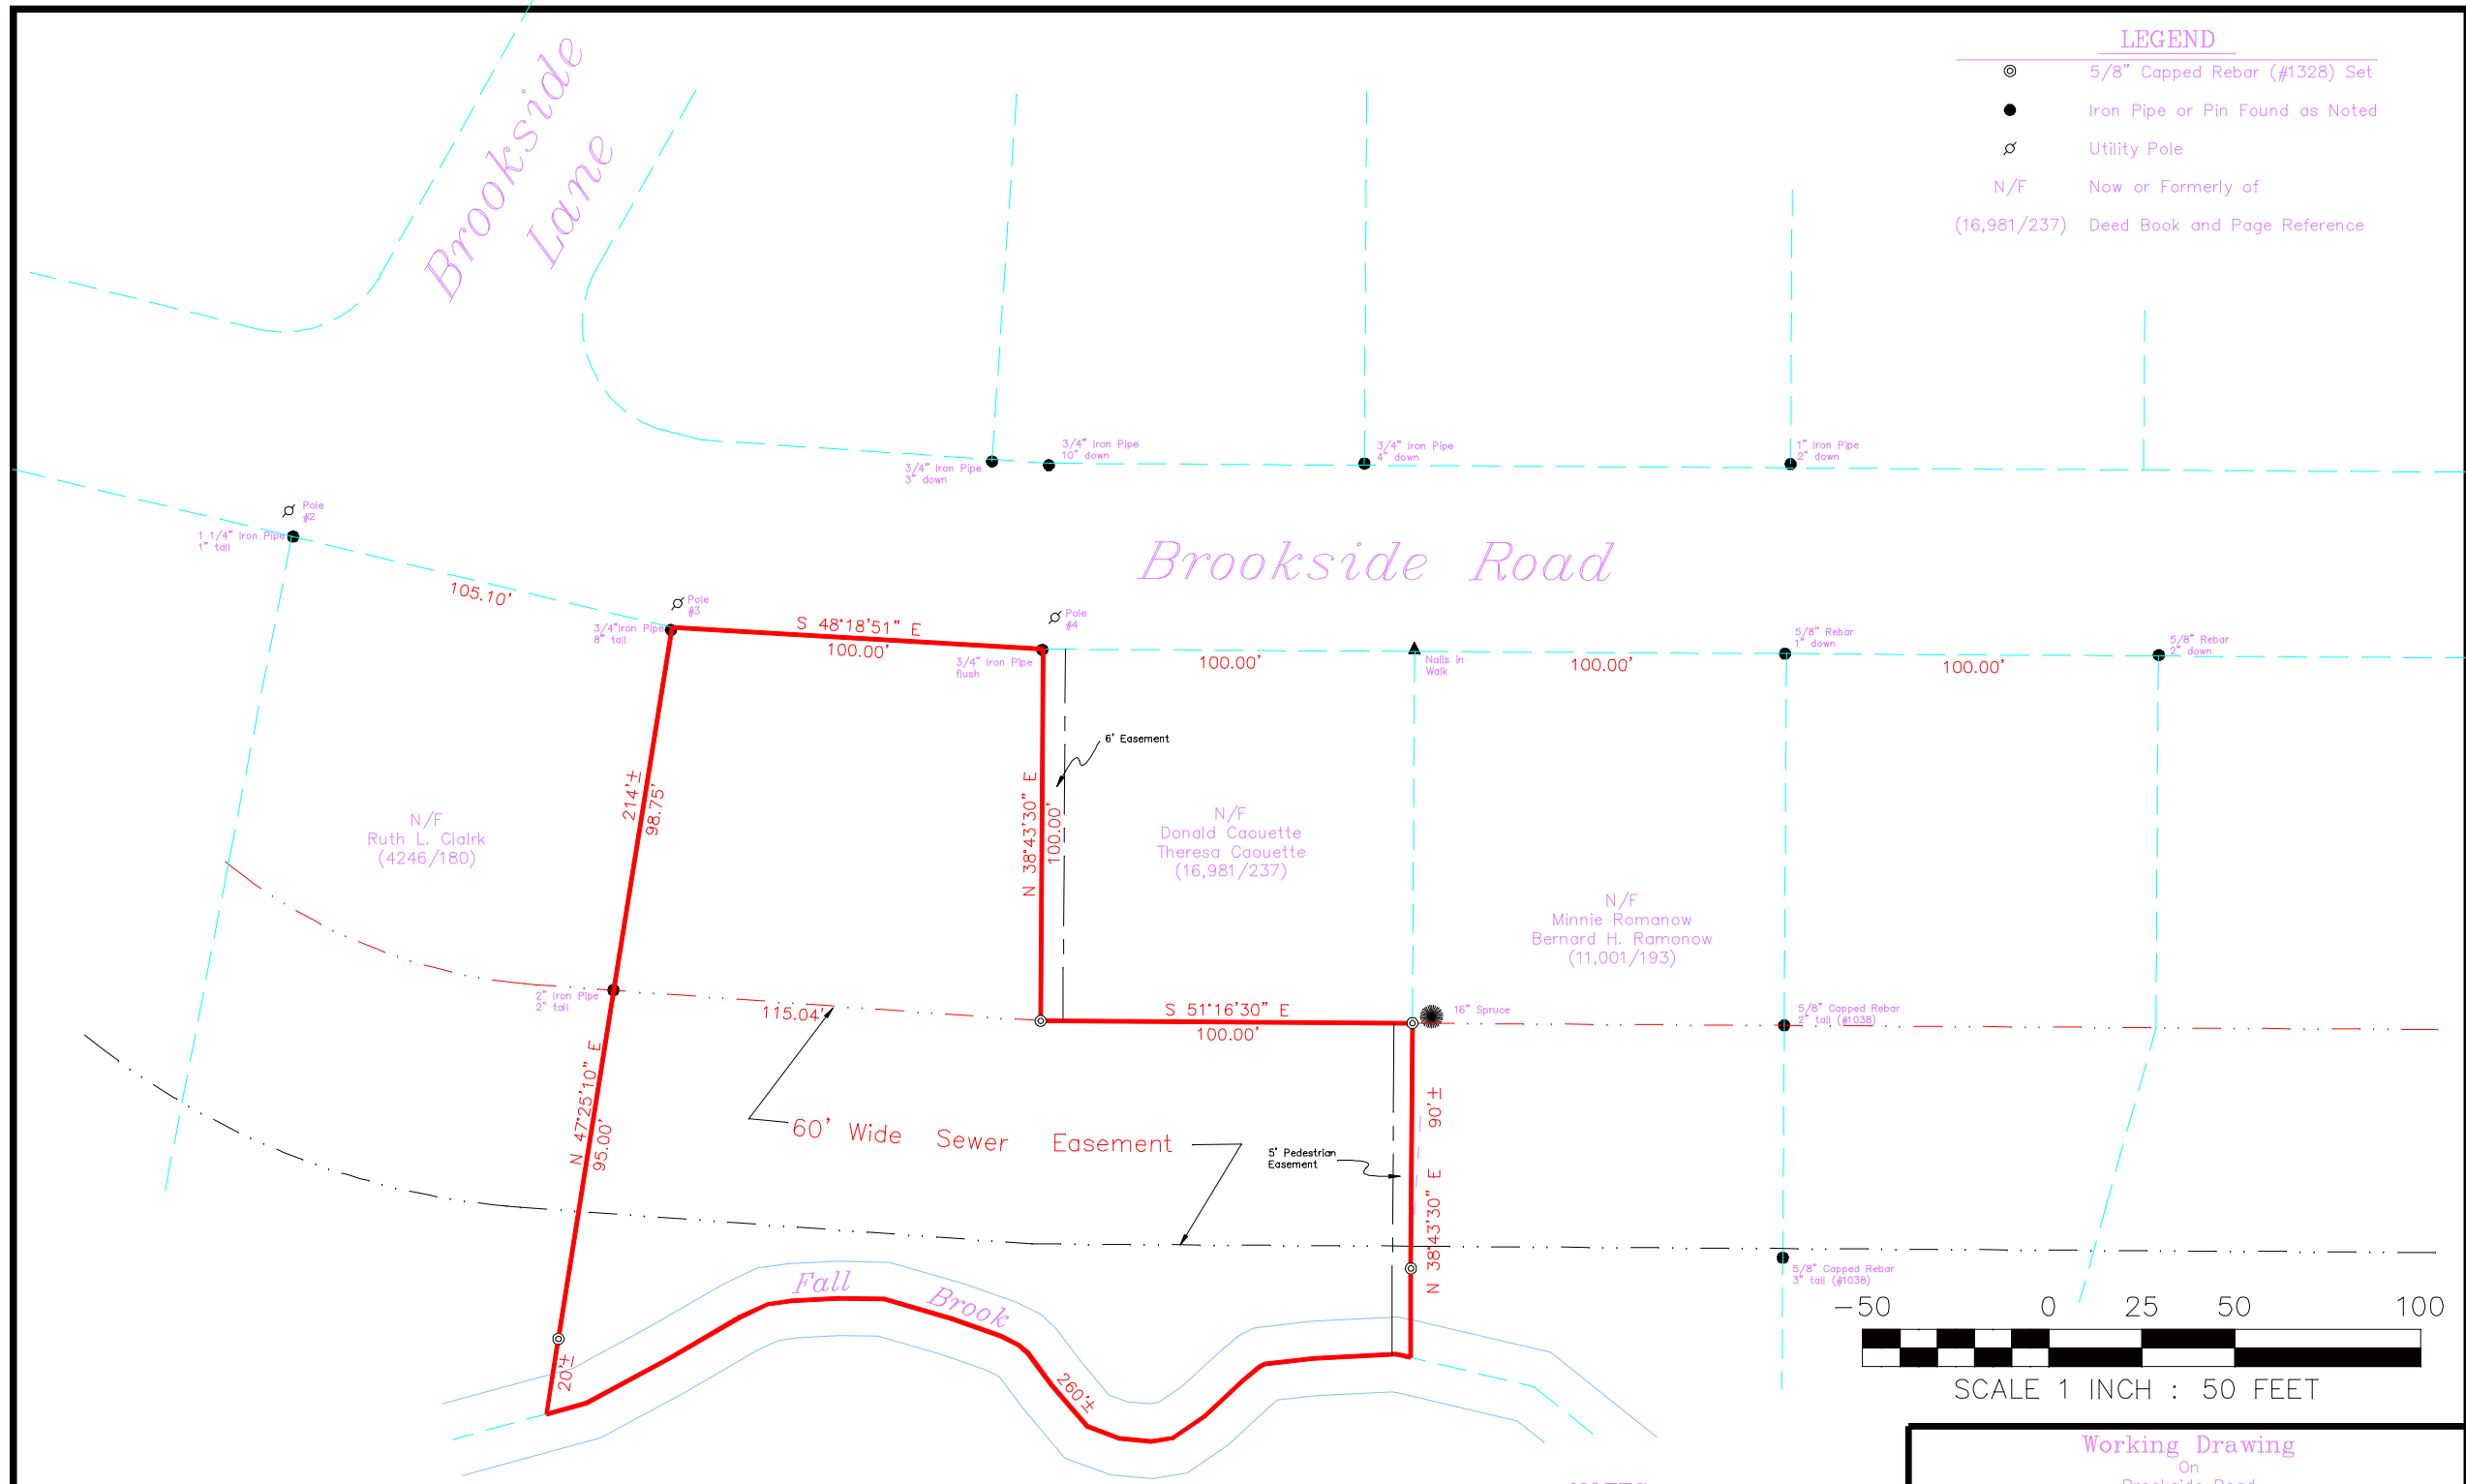 LEGEND
5/8" Capped Rebar (#1328) Set
Iron Pipe or Pin Found as Noted
Utility Pole
N/F Now or Formerly of
(16,981/237) Deed Book and Page Reference
Brookside
Lane
3/4" Iron Pipe
3" down
3/4" Iron Pipe
10" down
3/4" Iron Pipe
4" down
1" Iron Pipe
2" down
Pole
#2
1 1/4" Iron Pipe
1" tall
105.10'
Brookside Road
Pole
#3
3/4"Iron Pipe
8" tall
S 48°18'51" E
100.00'
Pole
#4
3/4" Iron Pipe
flush
100.00'
Nails in
Walk
100.00'
5/8" Rebar
1" down
100.00'
5/8" Rebar
2" down
6' Easement
214'±
98.75'
N 38°43'30" E
100.00'
N/F
Ruth L. Clalrk
(4246/180)
N/F
Donald Caouette
Theresa Caouette
(16,981/237)
N/F
Minnie Romanow
Bernard H. Ramonow
(11,001/193)
2" Iron Pipe
2" tall
115.04'
S 51°16'30" E
100.00'
16" Spruce
5/8" Capped Rebar
2" tall (#1038)
N 47°25'10" E
95.00'
60' Wide Sewer Easement
5' Pedestrian
Easement
90'±
N 38°43'30" E
5/8" Capped Rebar
3" tall (#1038)
Fall Brook
20'±
260'±
-50 0 25 50 100
SCALE 1 INCH : 50 FEET
Working Drawing
On